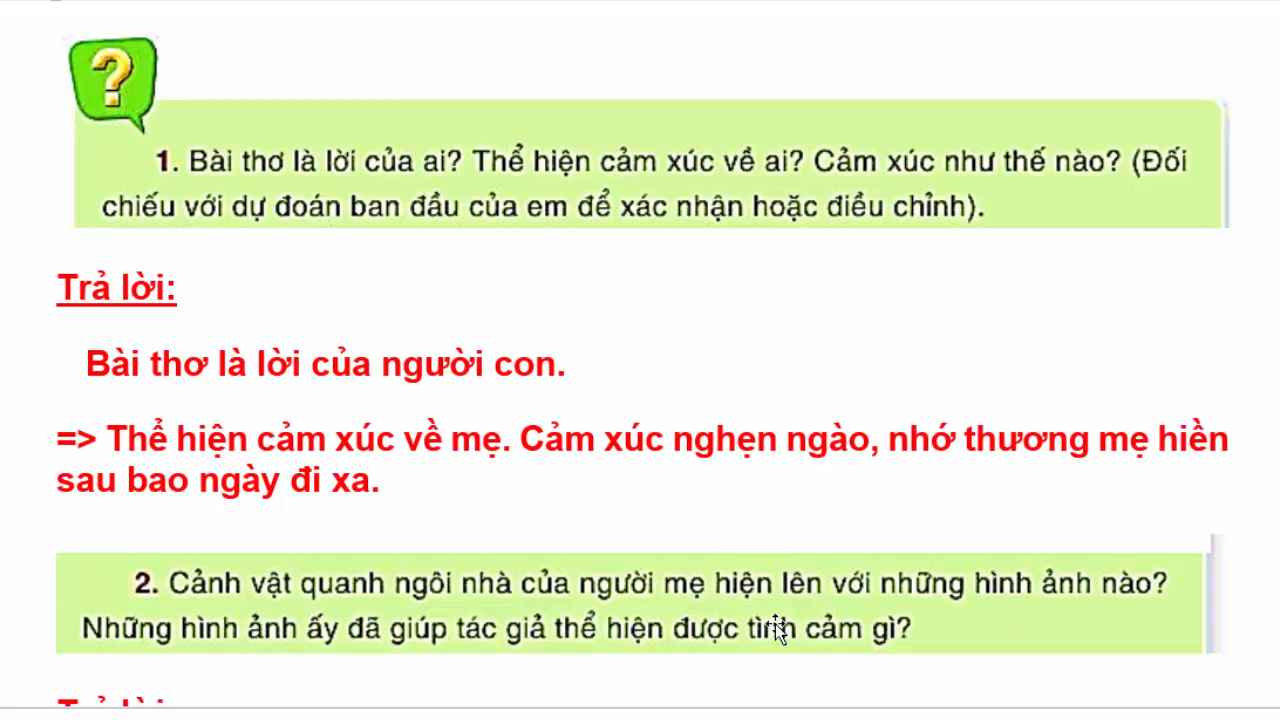 ?
1. Bài thơ là lời của ai? Thể hiện cảm xúc về ai? Cảm xúc như thế nào? (Đối
chiếu với dự đoán ban đầu của em để xác nhận hoặc điều chỉnh).
Trả lời:
Bài thơ là lời của người con.
=> Thể hiện cảm xúc về mẹ. Cảm xúc nghẹn ngào, nhớ thương mẹ hiền
sau bao ngày đi xa.
2. Cảnh vật quanh ngôi nhà của người mẹ hiện lên với những hình ảnh nào?
Những hình ảnh ấy đã giúp tác giả thể hiện được tình cảm gì?